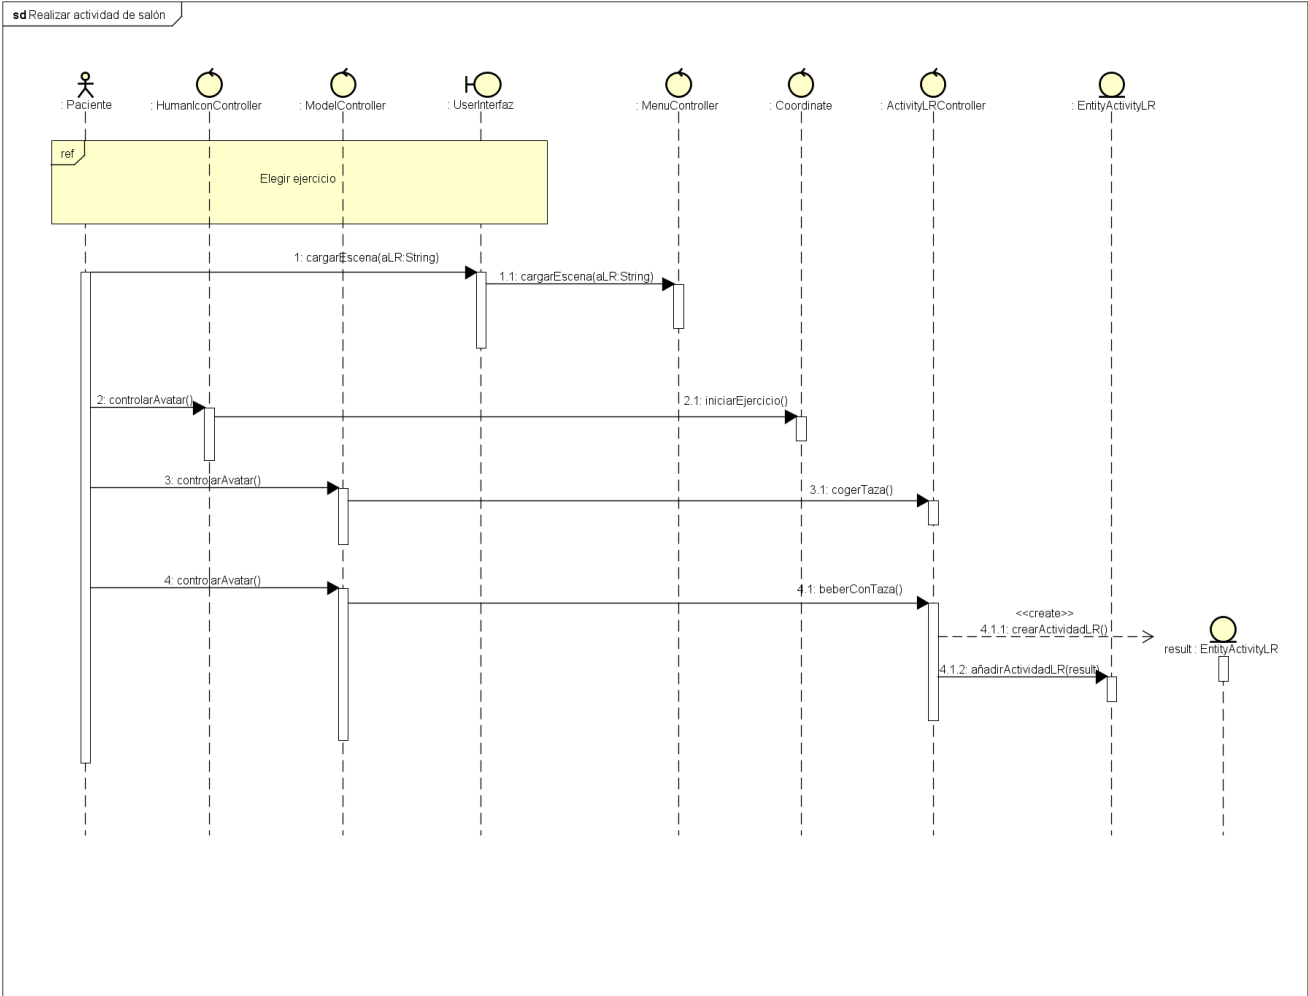 sd Realizar actividad de salón
: Paciente
: HumanIconController
: ModelController
: UserInterfaz
: MenuController
: Coordinate
: ActivityLRController
: EntityActivityLR
ref
Elegir ejercicio
1: cargarEscena(aLR:String)
1.1: cargarEscena(aLR:String)
2: controlarAvatar()
2.1: iniciarEjercicio()
3: controlarAvatar()
3.1: cogerTaza()
4: controlarAvatar()
4.1: beberConTaza()
<<create>>
4.1.1: crearActividadLR()
result : EntityActivityLR
4.1.2: añadirActividadLR(result)